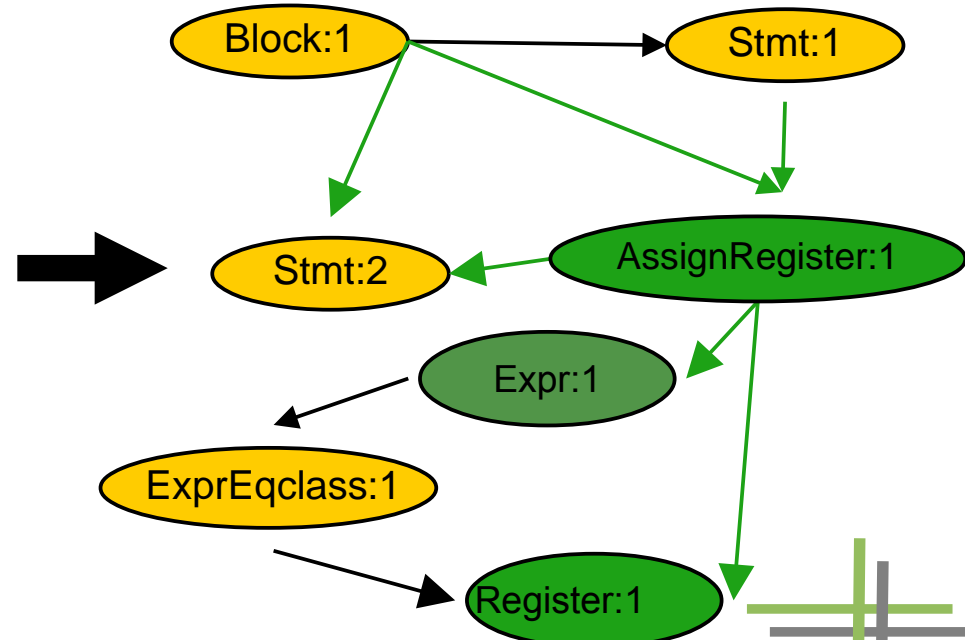 Block:1
Stmt:1
Stmt:2
AssignRegister:1
Expr:1
ExprEqclass:1
Register:1